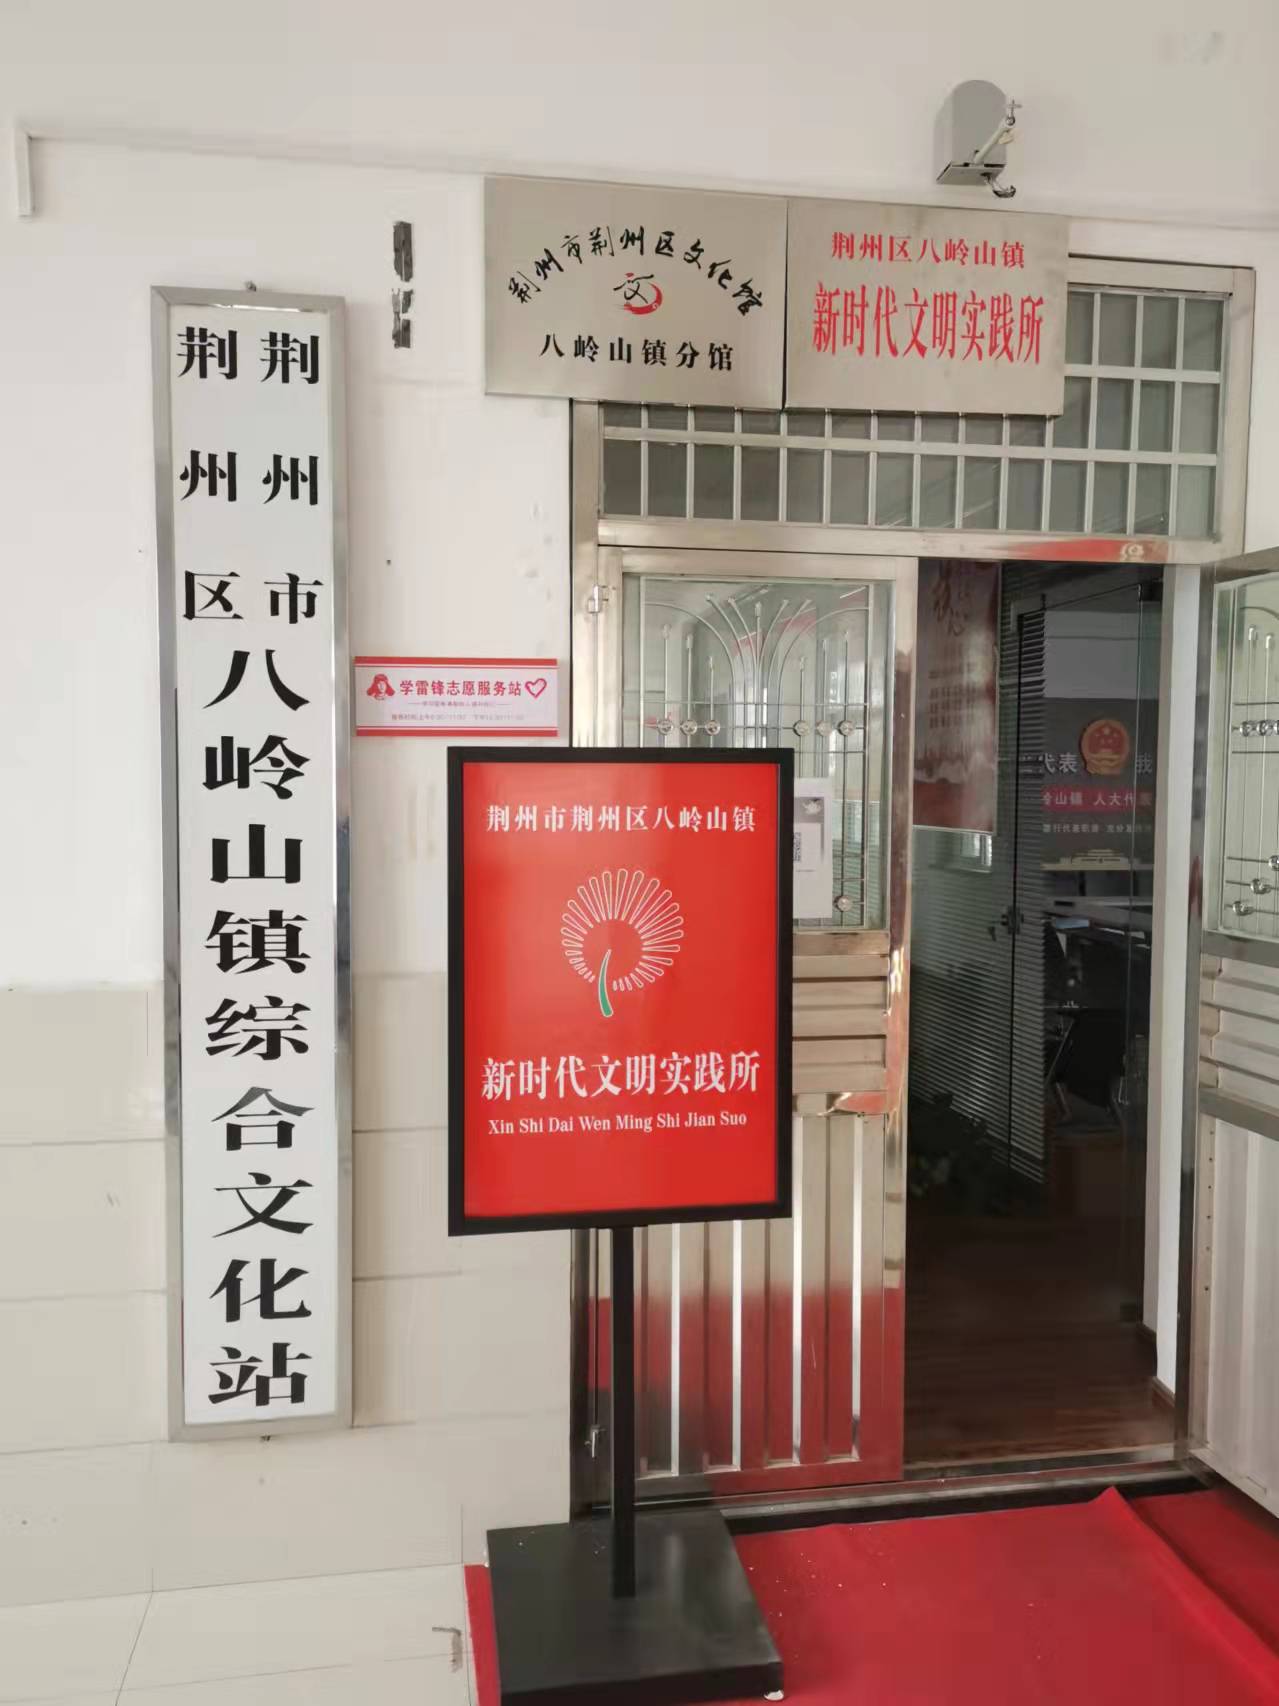 荆州市荆州区文化馆
文
八岭山镇分馆
荆州区八岭山镇
新时代文明实践所
荆州市
荆州区
八岭山镇综合文化站
学雷锋志愿服务站
荆州市荆州区八岭山镇
新时代文明实践所
Xin Shi Dai Wen Ming Shi Jian Suo
代表
我
岭山镇 人大代